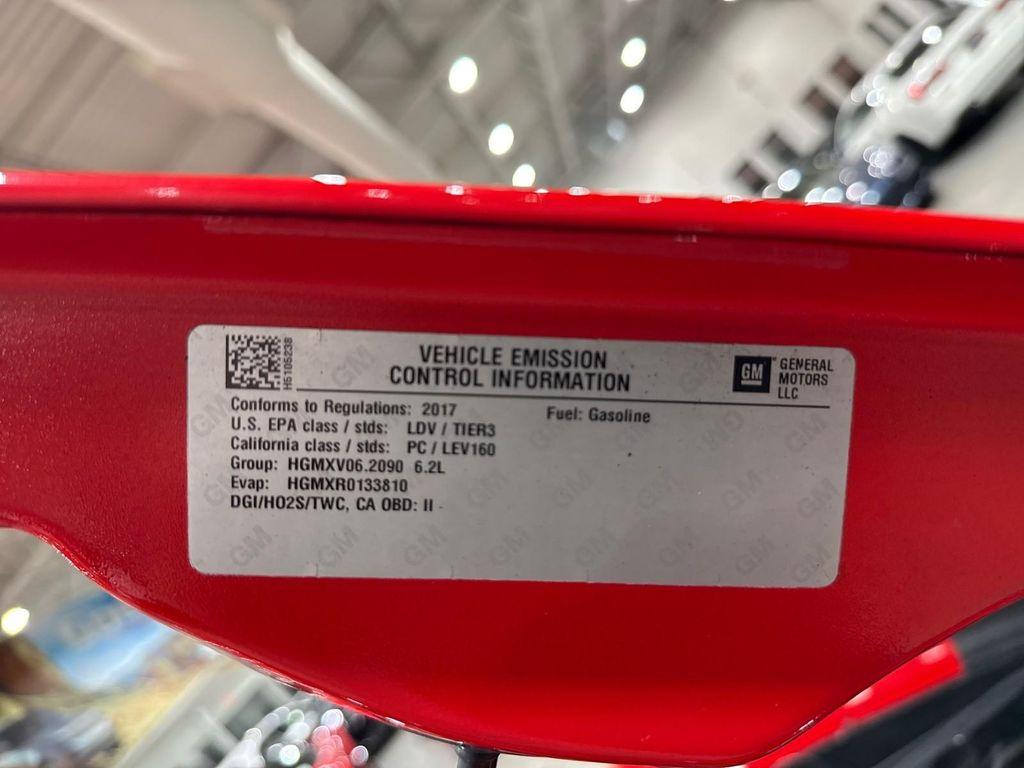 VEHICLE EMISSION
CONTROL INFORMATION
H5105238
GM GENERAL
MOTORS
LLC
Conforms to Regulations: 2017 Fuel: Gasoline
U.S. EPA class / stds: LDV / TIER3
California class / stds: PC / LEV160
Group: HGMXV06.2090 6.2L
Evap: HGMXR0133810
DGI/HO2S/TWC, CA OBD: II